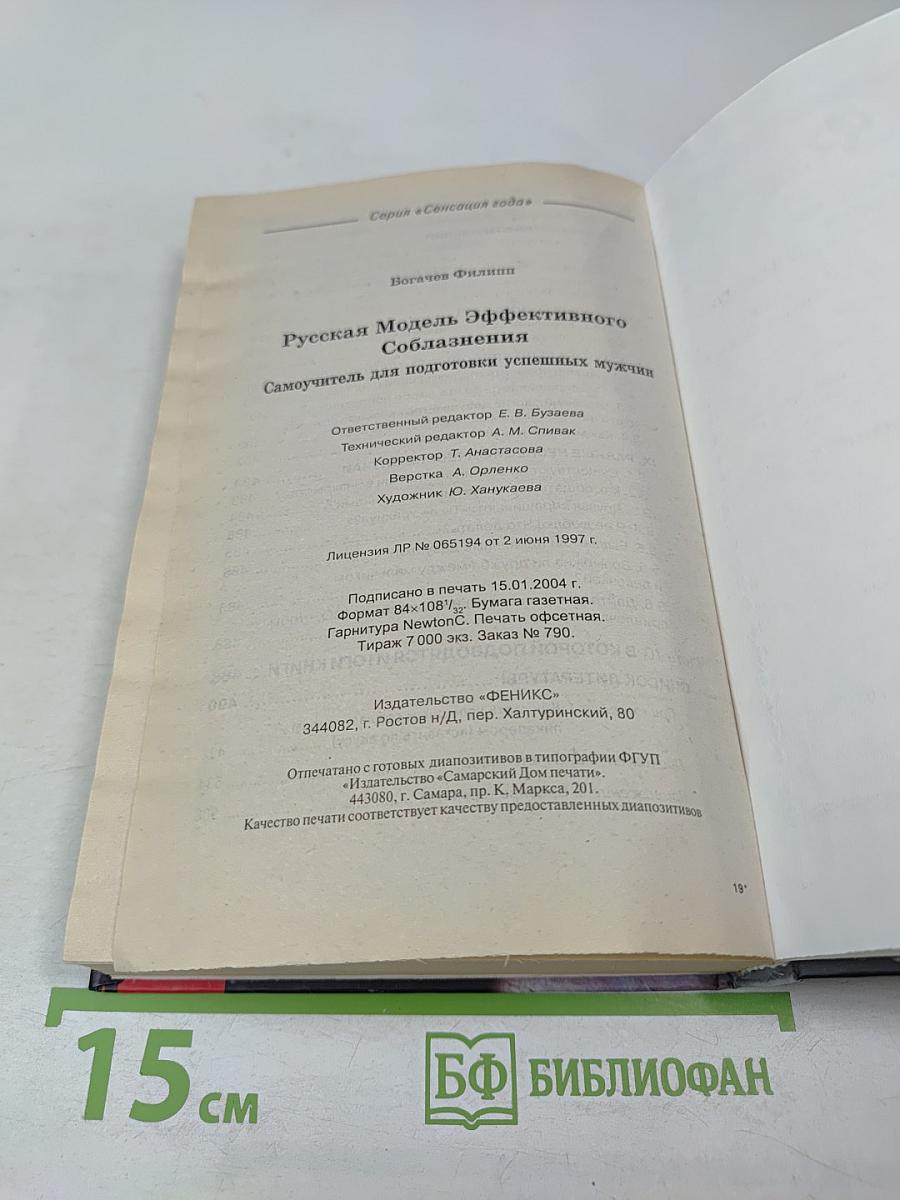 Серия «Сенсация года»
Богачев Филипп
Русская Модель Эффективного
Соблазнения
Самоучитель для подготовки успешных мужчин
Ответственный редактор Е. В. Бузаева
Технический редактор А. М. Спивак
Корректор Т. Анастасова
Верстка А. Орленко
Художник Ю. Ханукаева
Лицензия ЛР № 065194 от 2 июня 1997 г.
Подписано в печать 15.01.2004 г.
Формат 84×108 1/32. Бумага газетная.
Гарнитура NewtonC. Печать офсетная.
Тираж 7 000 экз. Заказ № 790.
Издательство «ФЕНИКС»
344082, г. Ростов н/Д, пер. Халтуринский, 80
Отпечатано с готовых диапозитивов в типографии ФГУП
«Издательство «Самарский Дом печати».
443080, г. Самара, пр. К. Маркса, 201.
Качество печати соответствует качеству предоставленных диапозитивов
19*
15 см
БФ БИБЛИОФАН